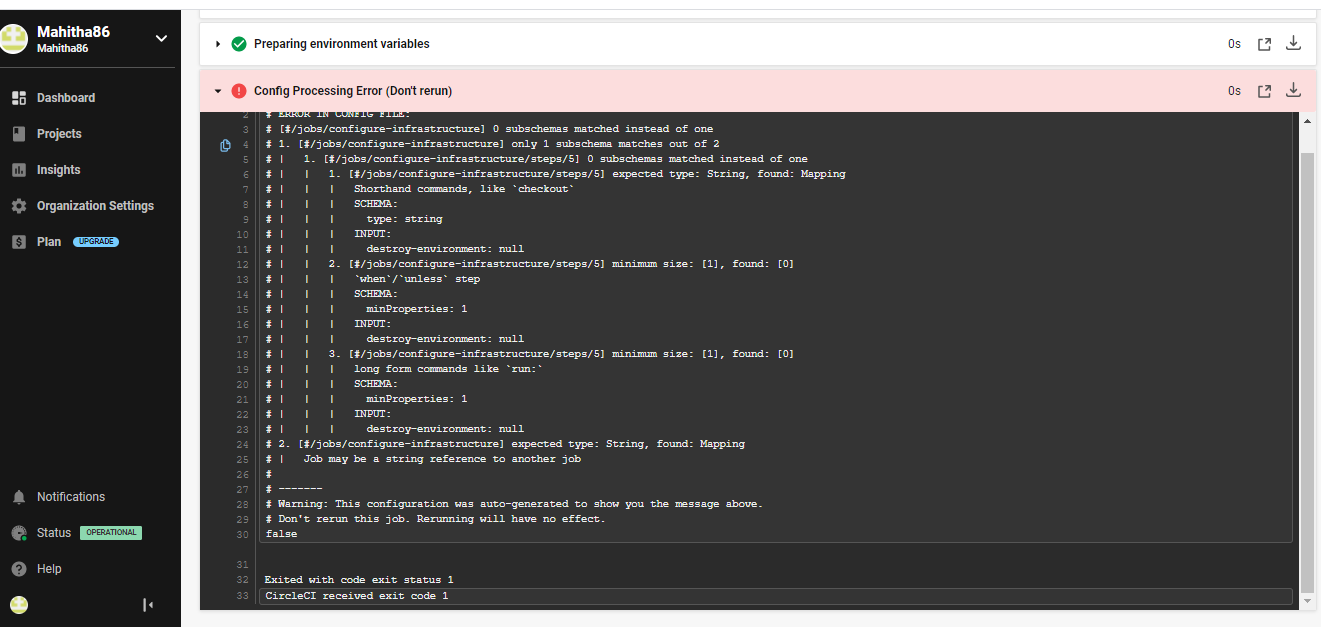 Mahitha86
Mahitha86
Dashboard
Projects
Insights
Organization Settings
Plan UPGRADE
Notifications
Status OPERATIONAL
Help
Preparing environment variables 0s
Config Processing Error (Don't rerun) 0s
2 # ERROR IN CONFIG FILE:
3 # [#/jobs/configure-infrastructure] 0 subschemas matched instead of one
4 # 1. [#/jobs/configure-infrastructure] only 1 subschema matches out of 2
5 # |   1. [#/jobs/configure-infrastructure/steps/5] 0 subschemas matched instead of one
6 # |   |   1. [#/jobs/configure-infrastructure/steps/5] expected type: String, found: Mapping
7 # |   |   |   Shorthand commands, like `checkout`
8 # |   |   |   SCHEMA:
9 # |   |   |     type: string
10 # |   |   |   INPUT:
11 # |   |   |     destroy-environment: null
12 # |   |   2. [#/jobs/configure-infrastructure/steps/5] minimum size: [1], found: [0]
13 # |   |   |   `when`/`unless` step
14 # |   |   |   SCHEMA:
15 # |   |   |     minProperties: 1
16 # |   |   |   INPUT:
17 # |   |   |     destroy-environment: null
18 # |   |   3. [#/jobs/configure-infrastructure/steps/5] minimum size: [1], found: [0]
19 # |   |   |   long form commands like `run:`
20 # |   |   |   SCHEMA:
21 # |   |   |     minProperties: 1
22 # |   |   |   INPUT:
23 # |   |   |     destroy-environment: null
24 # 2. [#/jobs/configure-infrastructure] expected type: String, found: Mapping
25 # |   Job may be a string reference to another job
26 #
27 # -------
28 # Warning: This configuration was auto-generated to show you the message above.
29 # Don't rerun this job. Rerunning will have no effect.
30 false
31
32 Exited with code exit status 1
33 CircleCI received exit code 1